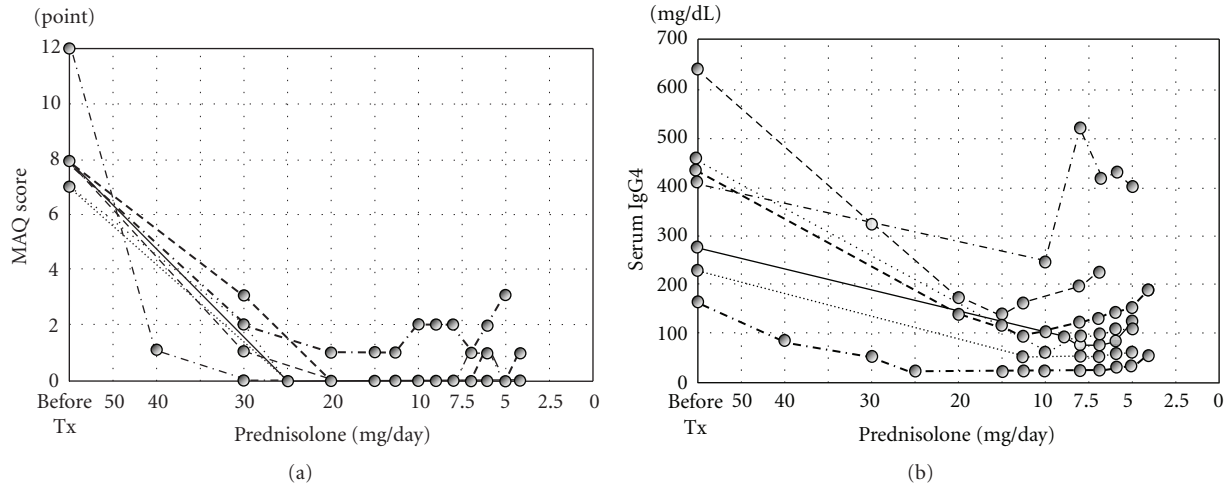 (point)
12
10
8
6
4
2
0
MAQ score
Before Tx 50 40 30 20 10 7.5 5 2.5 0
Prednisolone (mg/day)
(a)
(mg/dL)
700
600
500
400
300
200
100
0
Serum IgG4
Before Tx 50 40 30 20 10 7.5 5 2.5 0
Prednisolone (mg/day)
(b)